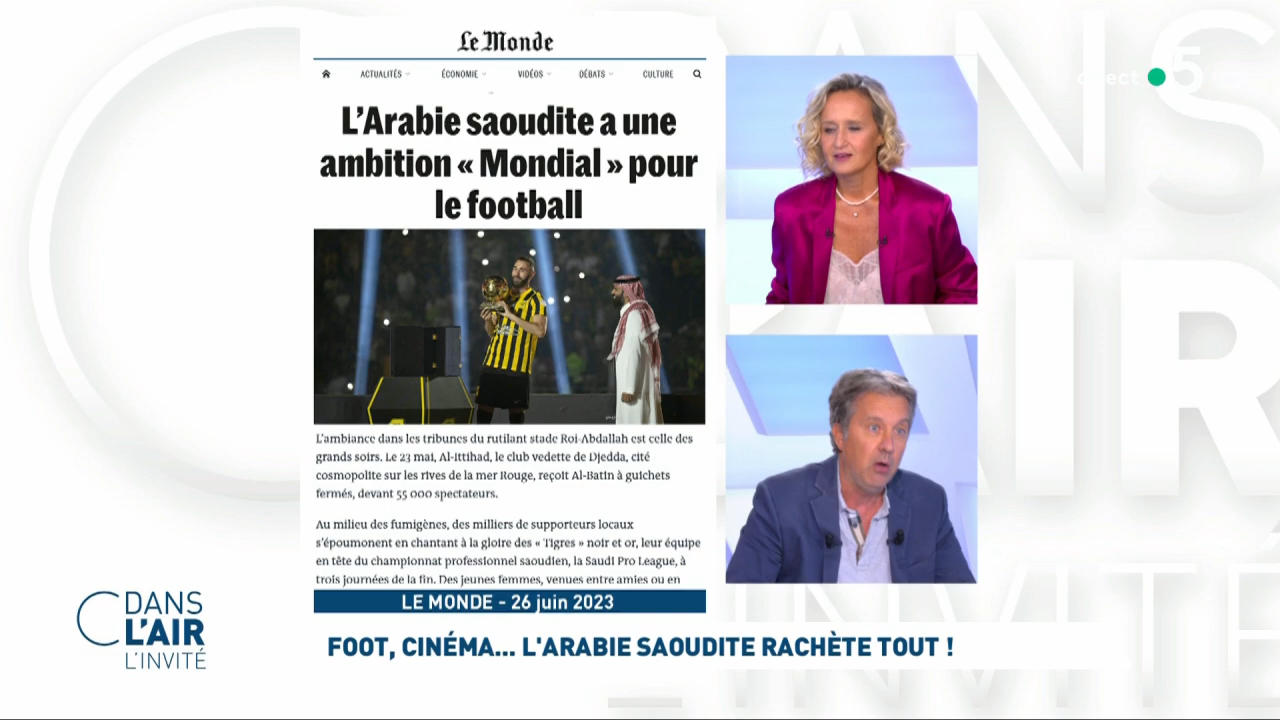 Le Monde
ACTUALITÉS ÉCONOMIE VIDÉOS DÉBATS CULTURE
L'Arabie saoudite a une
ambition « Mondial » pour
le football
L'ambiance dans les tribunes du rutilant stade Roi-Abdallah est celle des
grands soirs. Le 23 mai, Al-Ittihad, le club vedette de Djedda, cité
cosmopolite sur les rives de la mer Rouge, reçoit Al-Batin à guichets
fermés, devant 55 000 spectateurs.
Au milieu des fumigènes, des milliers de supporteurs locaux
s'époumonent en chantant à la gloire des « Tigres » noir et or, leur équipe
en tête du championnat professionnel saoudien, la Saudi Pro League, à
trois journées de la fin. Des jeunes femmes, venues entre amies ou en
LE MONDE - 26 juin 2023
direct 5
C DANS
L'AIR
L'INVITÉ
FOOT, CINÉMA... L'ARABIE SAOUDITE RACHÈTE TOUT !
DANS
AIR
L'INVITÉ